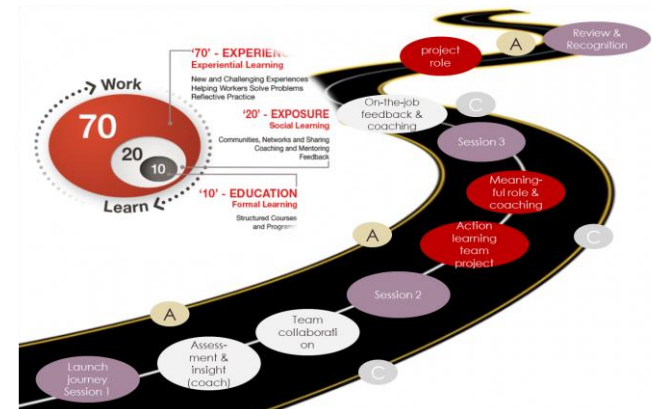 '70' - EXPERIEN
Experiential Learning
New and Challenging Experiences
Helping Workers Solve Problems
Reflective Practice
'20' - EXPOSURE
Social Learning
Communities, Networks and Sharing
Coaching and Mentoring
Feedback
'10' - EDUCATION
Formal Learning
Structured Courses
and Program
Work
70
20
10
Learn
Launch
journey
Session 1
Assess-
ment &
insight
(coach)
Team
collaborati
on
Session 2
Action
learning
team
project
Meaning-
ful role &
coaching
Session 3
On-the-job
feedback &
coaching
project
role
Review &
Recognition
A
A
A
C
C
C